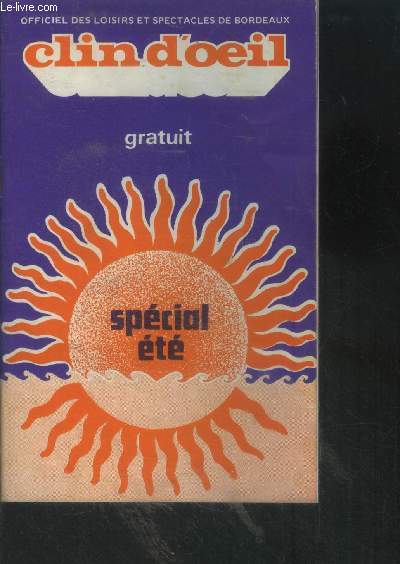 Le-livre.com
OFFICIEL DES LOISIRS ET SPECTACLES DE BORDEAUX
clin d'oeil
gratuit
spécial
été